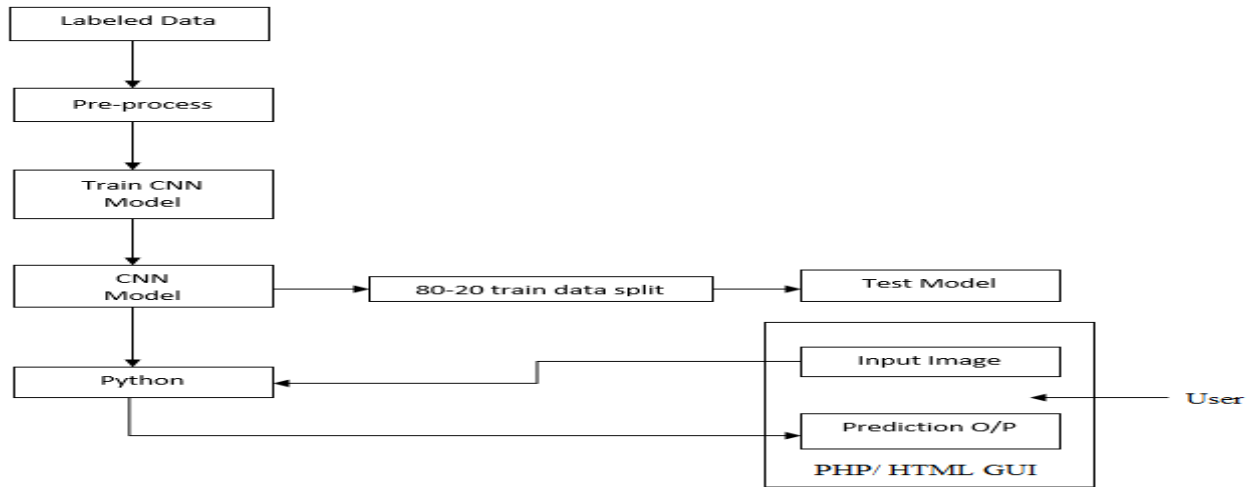 Labeled Data
Pre-process
Train CNN
Model
CNN
Model
80-20 train data split
Test Model
Python
Input Image
User
Prediction O/P
PHP/ HTML GUI